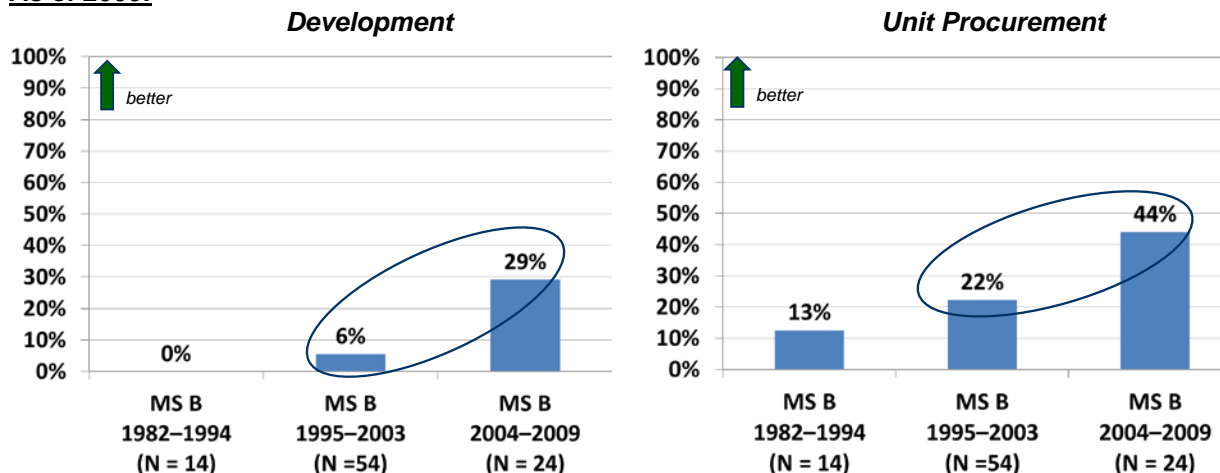 Development
100%
90%
80%
70%
60%
50%
40%
30%
20%
10%
0%
better
0%
6%
29%
MS B
1982–1994
(N = 14)
MS B
1995–2003
(N =54)
MS B
2004–2009
(N = 24)
Unit Procurement
100%
90%
80%
70%
60%
50%
40%
30%
20%
10%
0%
better
13%
22%
44%
MS B
1982–1994
(N = 14)
MS B
1995–2003
(N =54)
MS B
2004–2009
(N = 24)